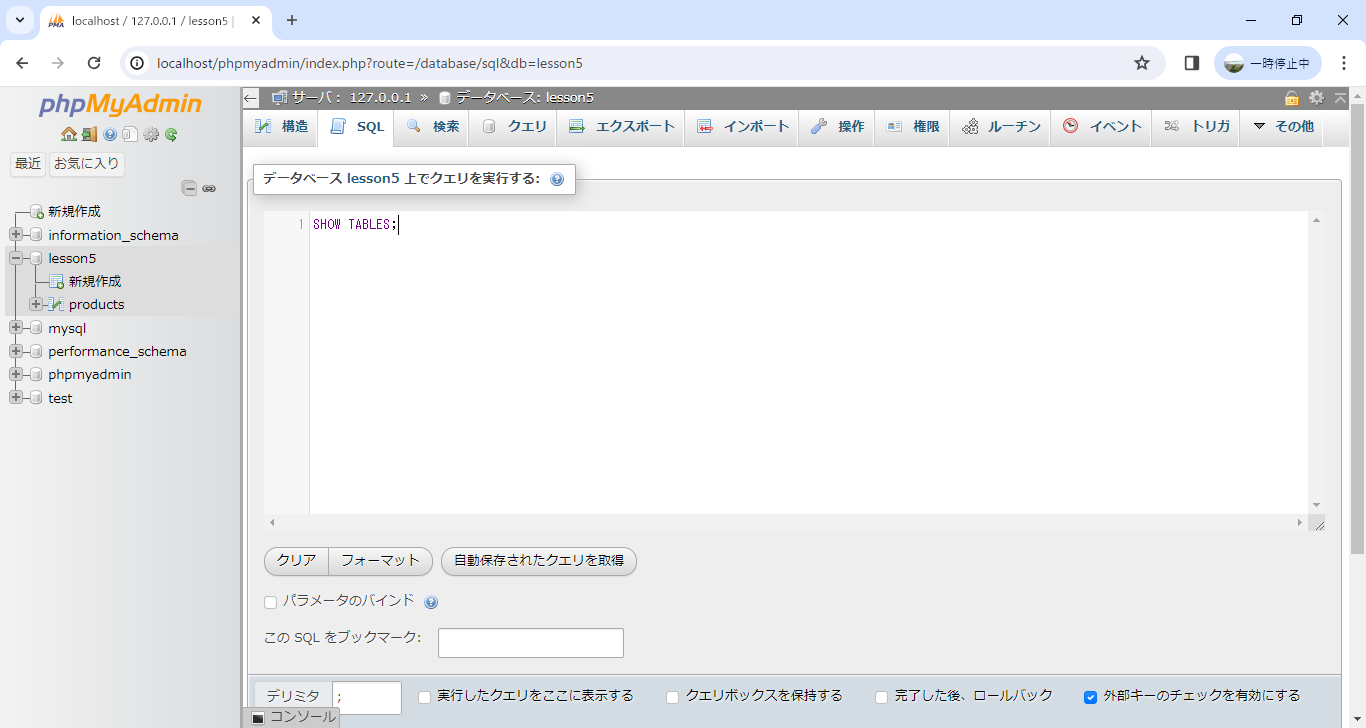 localhost / 127.0.0.1 / lesson5 |
localhost/phpmyadmin/index.php?route=/database/sql&db=lesson5
一時停止中
phpMyAdmin
最近 お気に入り
新規作成
information_schema
lesson5
新規作成
products
mysql
performance_schema
phpmyadmin
test
サーバ: 127.0.0.1 » データベース: lesson5
構造 SQL 検索 クエリ エクスポート インポート 操作 権限 ルーチン イベント トリガ その他
データベース lesson5 上でクエリを実行する:
1 SHOW TABLES;
クリア フォーマット 自動保存されたクエリを取得
パラメータのバインド
この SQL をブックマーク:
デリミタ ; 実行したクエリをここに表示する クエリボックスを保持する 完了した後、ロールバック 外部キーのチェックを有効にする
コンソール